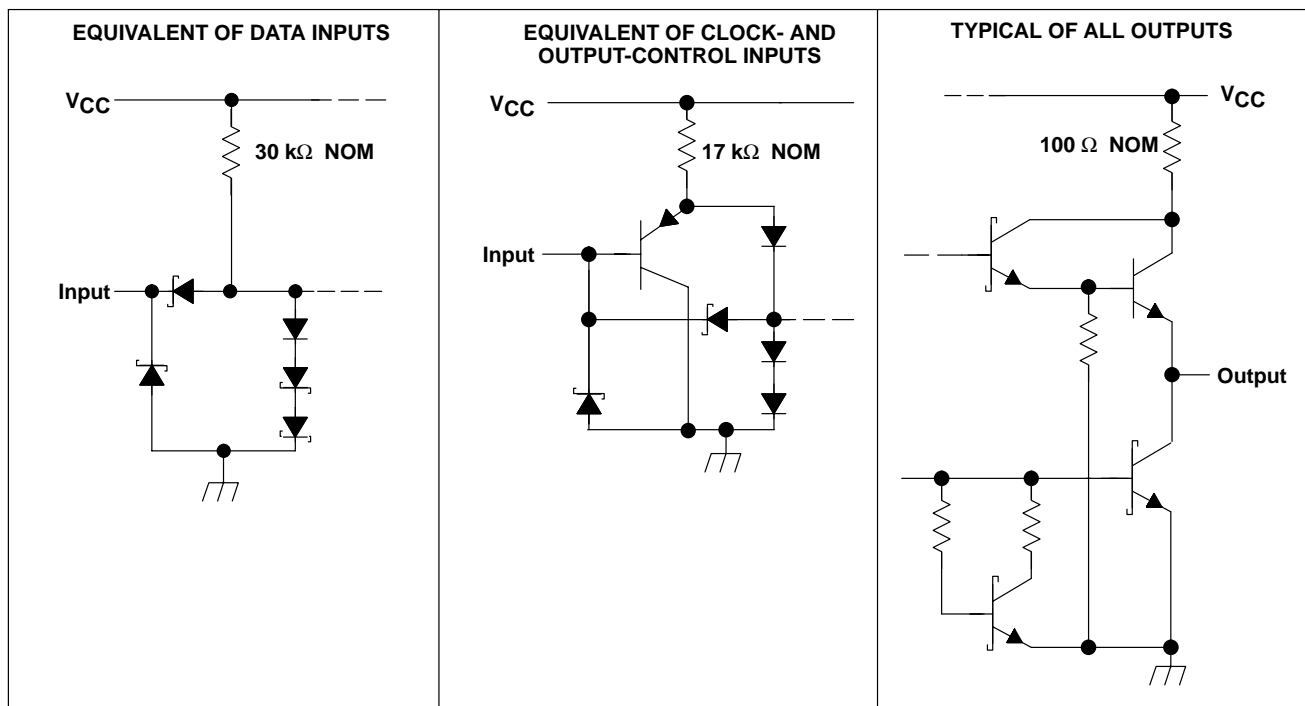 EQUIVALENT OF DATA INPUTS
VCC
30 kΩ NOM
Input
EQUIVALENT OF CLOCK- AND
OUTPUT-CONTROL INPUTS
VCC
17 kΩ NOM
Input
TYPICAL OF ALL OUTPUTS
VCC
100 Ω NOM
Output